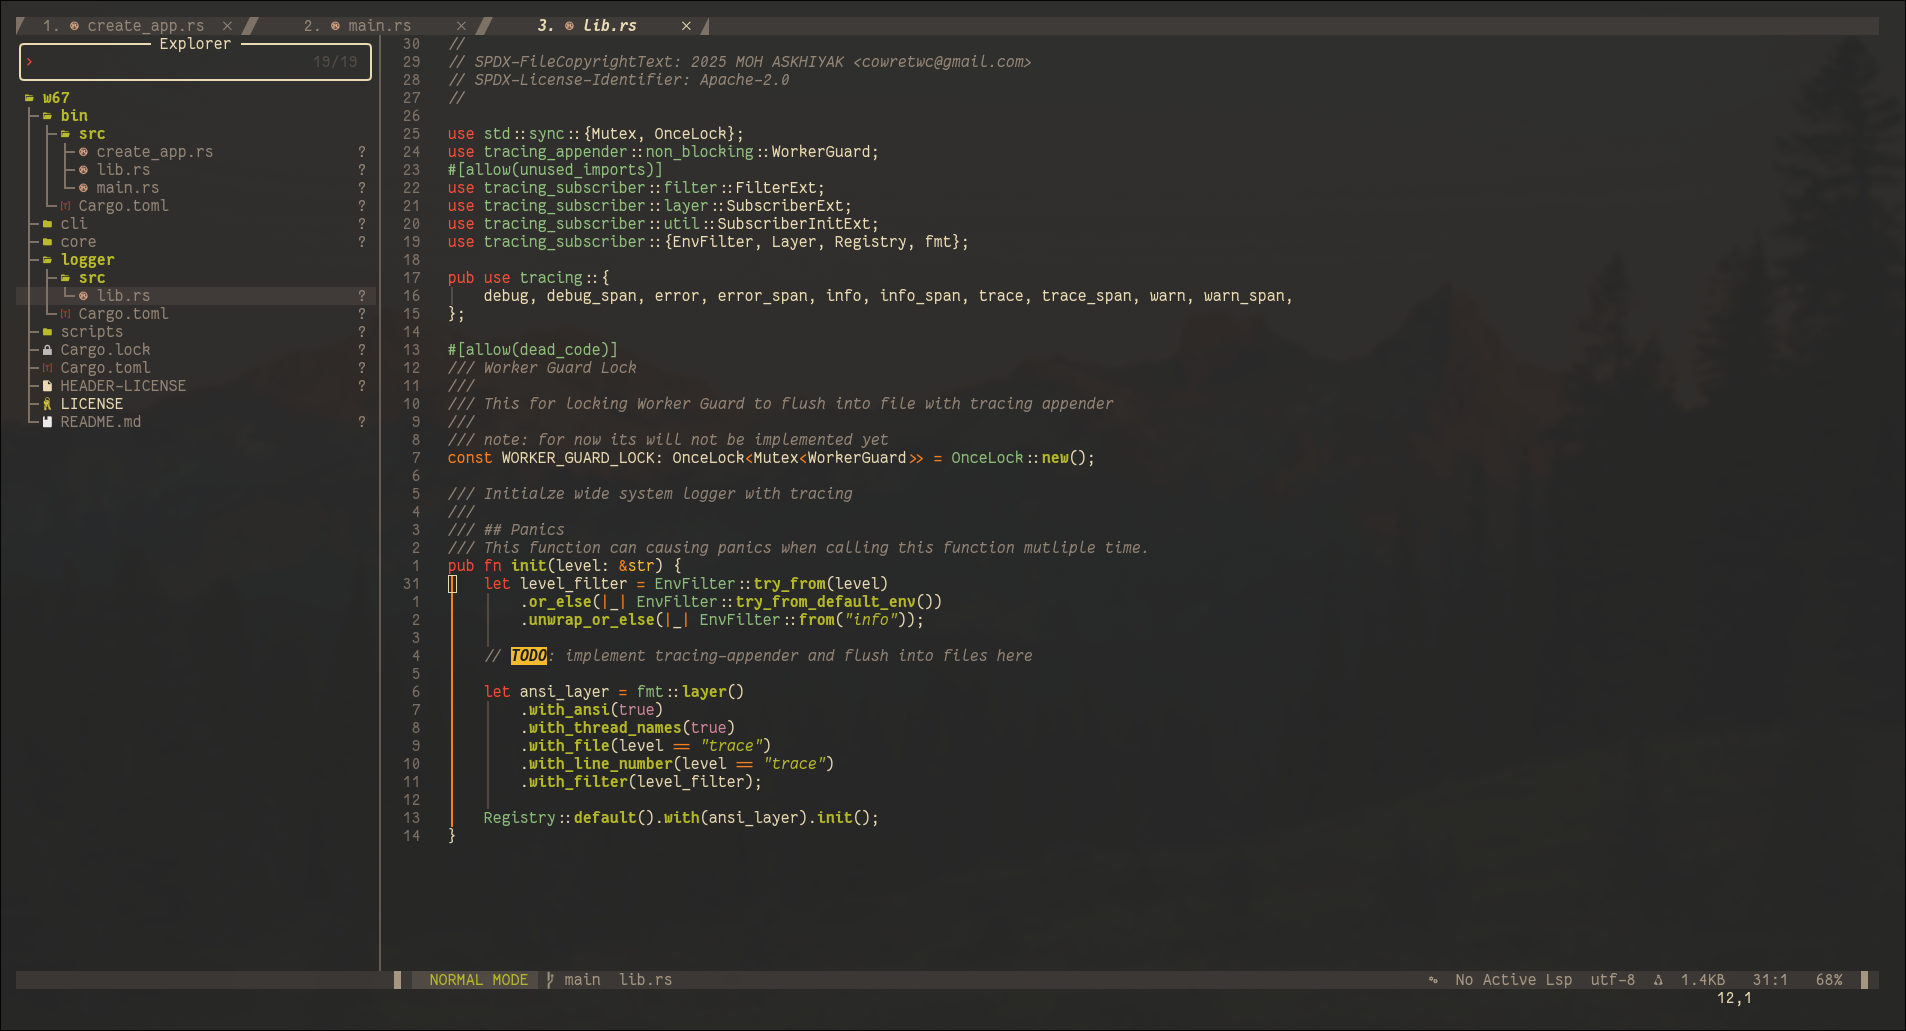 1. create_app.rs ×
2. main.rs ×
3. lib.rs ×
Explorer
> 19/19
w67
bin
src
create_app.rs ?
lib.rs ?
main.rs ?
Cargo.toml ?
cli ?
core ?
logger
src
lib.rs ?
Cargo.toml ?
scripts
Cargo.lock ?
Cargo.toml ?
HEADER-LICENSE ?
LICENSE
README.md ?
30 //
29 // SPDX-FileCopyrightText: 2025 MOH ASKHIYAK <cowretwc@gmail.com>
28 // SPDX-License-Identifier: Apache-2.0
27 //
26
25 use std::sync::{Mutex, OnceLock};
24 use tracing_appender::non_blocking::WorkerGuard;
23 #[allow(unused_imports)]
22 use tracing_subscriber::filter::FilterExt;
21 use tracing_subscriber::layer::SubscriberExt;
20 use tracing_subscriber::util::SubscriberInitExt;
19 use tracing_subscriber::{EnvFilter, Layer, Registry, fmt};
18
17 pub use tracing::{
16 debug, debug_span, error, error_span, info, info_span, trace, trace_span, warn, warn_span,
15 };
14
13 #[allow(dead_code)]
12 /// Worker Guard Lock
11 ///
10 /// This for locking Worker Guard to flush into file with tracing appender
9 ///
8 /// note: for now its will not be implemented yet
7 const WORKER_GUARD_LOCK: OnceLock<Mutex<WorkerGuard>> = OnceLock::new();
6
5 /// Initialze wide system logger with tracing
4 ///
3 /// ## Panics
2 /// This function can causing panics when calling this function mutliple time.
1 pub fn init(level: &str) {
31 let level_filter = EnvFilter::try_from(level)
1 .or_else(|_| EnvFilter::try_from_default_env())
2 .unwrap_or_else(|_| EnvFilter::from("info"));
3
4 // TODO: implement tracing-appender and flush into files here
5
6 let ansi_layer = fmt::layer()
7 .with_ansi(true)
8 .with_thread_names(true)
9 .with_file(level == "trace")
10 .with_line_number(level == "trace")
11 .with_filter(level_filter);
12
13 Registry::default().with(ansi_layer).init();
14 }
NORMAL MODE main lib.rs No Active Lsp utf-8 1.4KB 31:1 68%
12,1